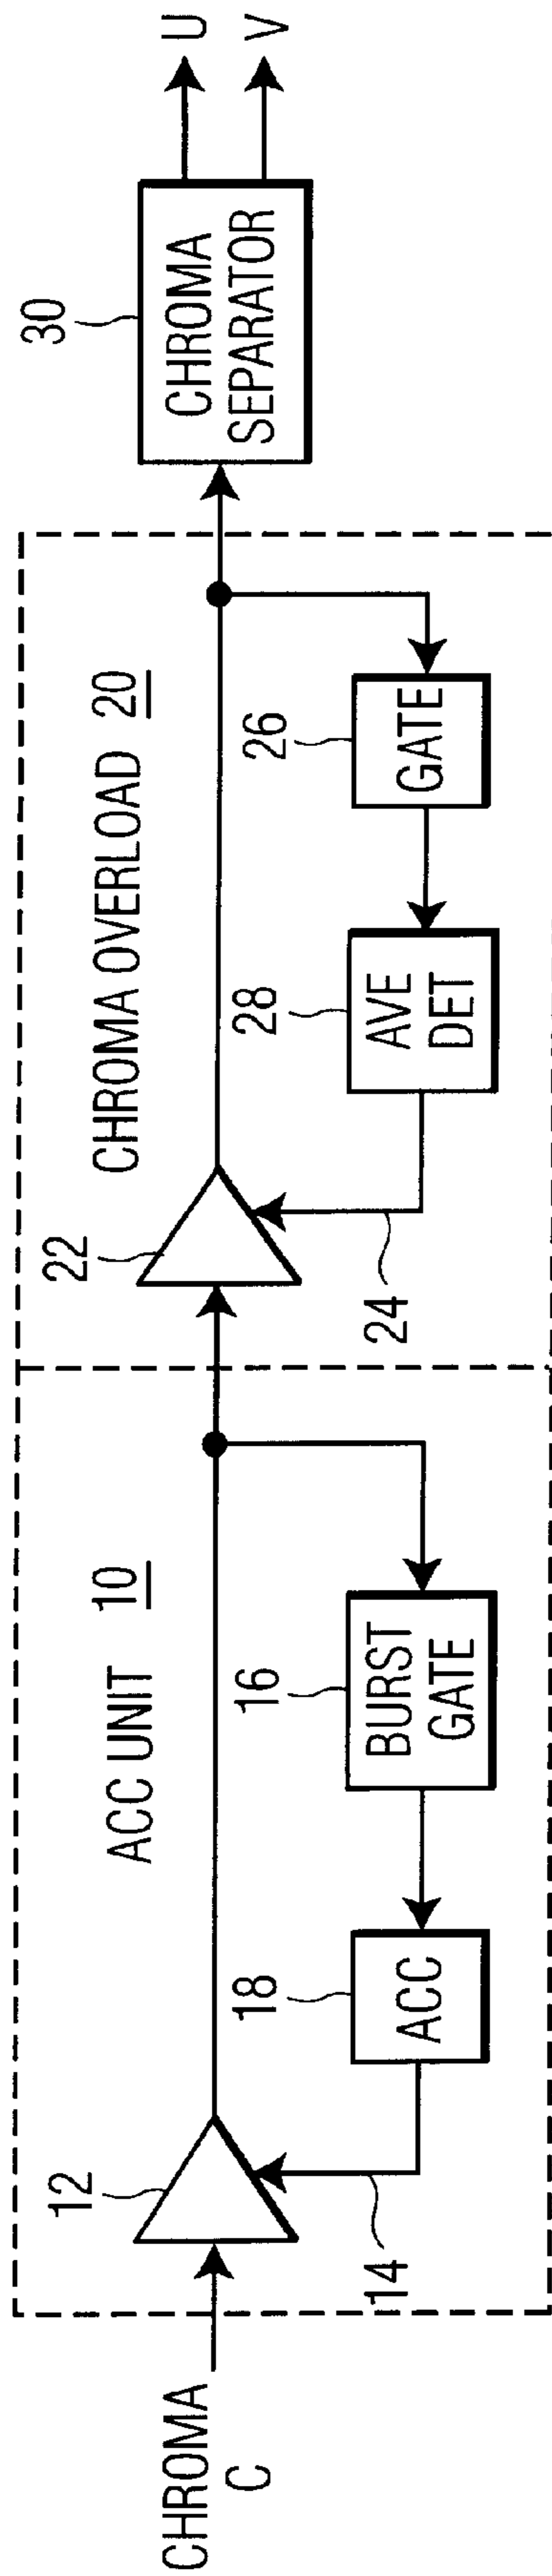 CHROMA
C
12
14
ACC UNIT 10
18
ACC
16
BURST
GATE
22
24
CHROMA OVERLOAD 20
28
AVE
DET
26
GATE
30
CHROMA
SEPARATOR
U
V